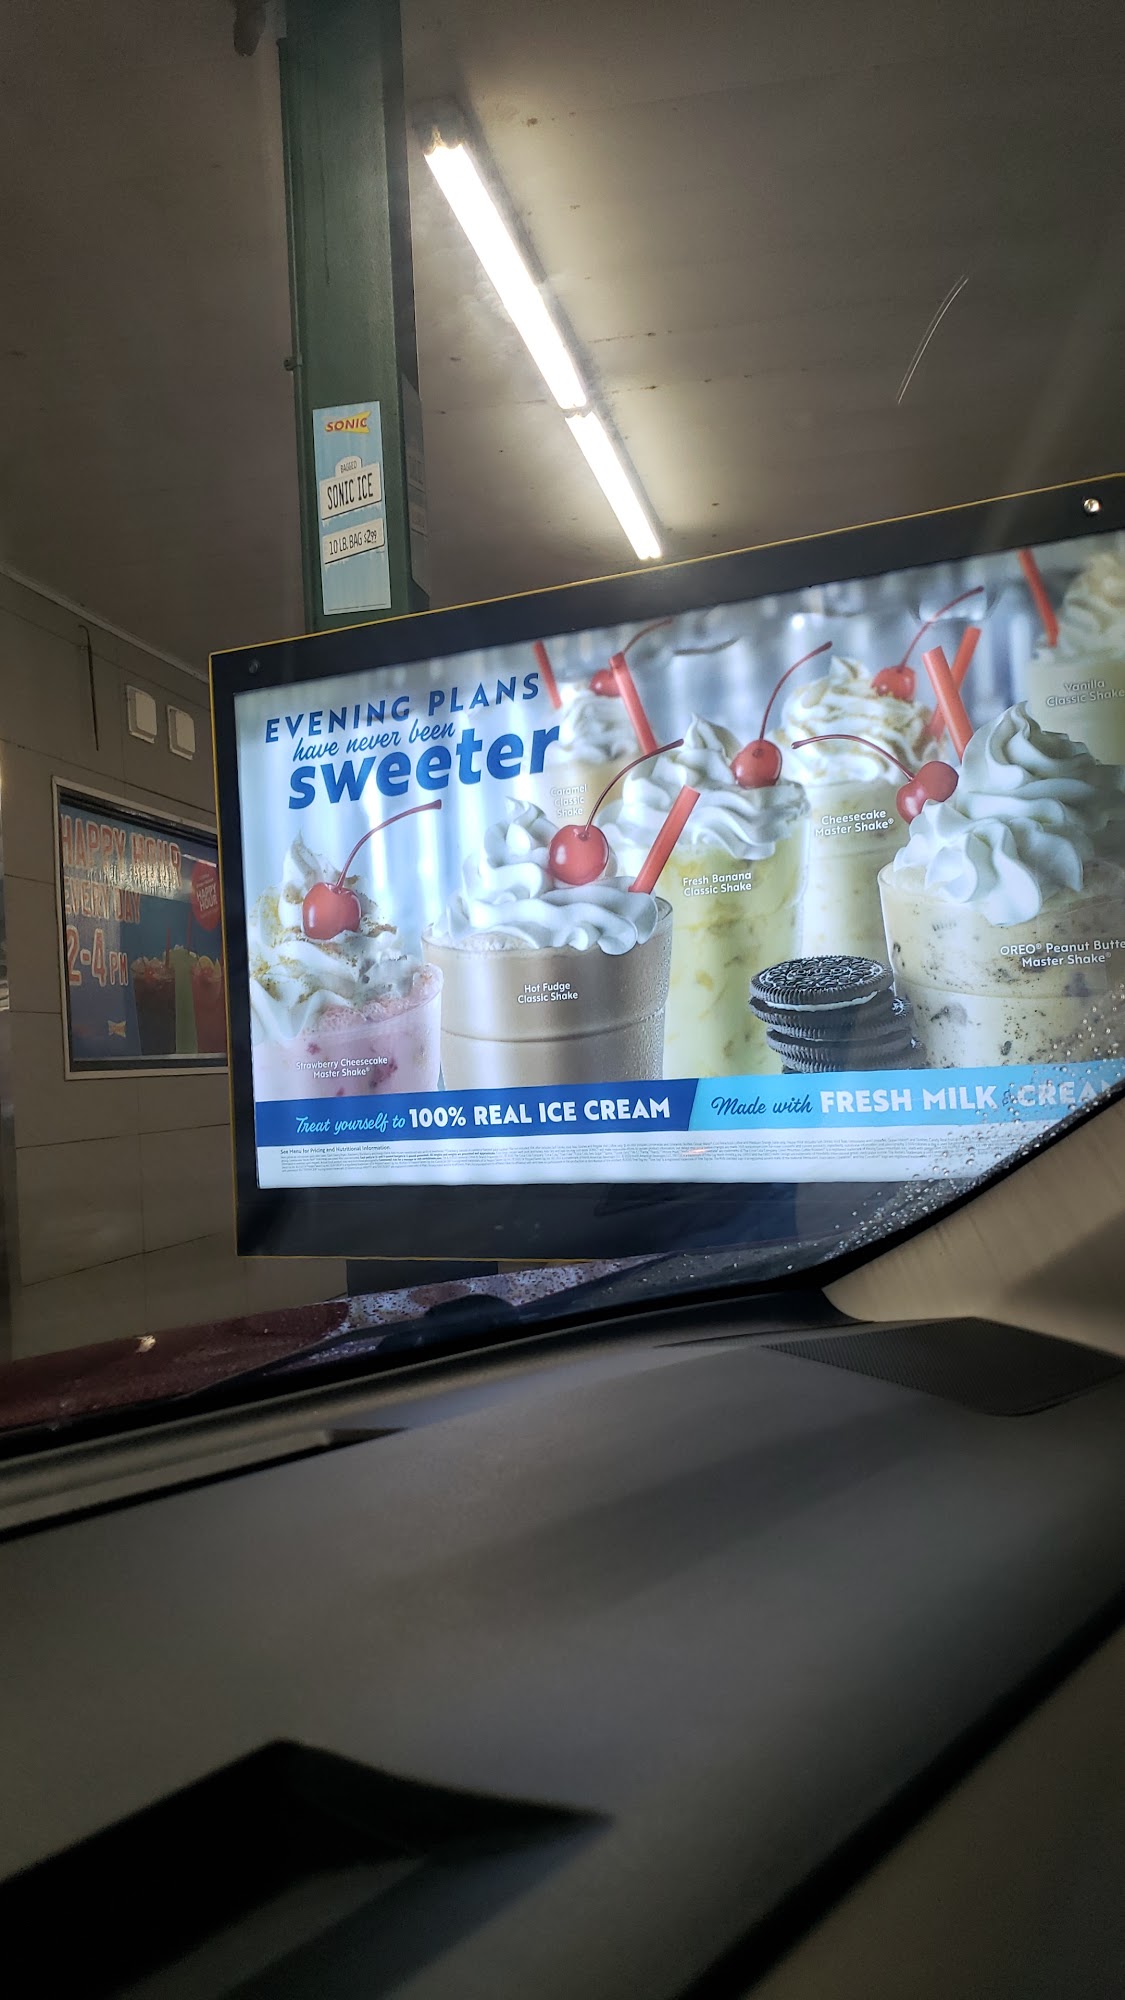 SONIC
BAGGED
SONIC ICE
10 LB. BAG $2.99
HAPPY HOUR
EVERY DAY
2-4 PM
HAPPY
HOUR
EVENING PLANS
have never been
sweeter
Caramel
Classic
Shake
Vanilla
Classic Shake
Cheesecake
Master Shake®
Fresh Banana
Classic Shake
OREO® Peanut Butte
Master Shake®
Hot Fudge
Classic Shake
Strawberry Cheesecake
Master Shake®
Treat yourself to 100% REAL ICE CREAM
Made with FRESH MILK & CREA
See Menu for Pricing and Nutritional Information.